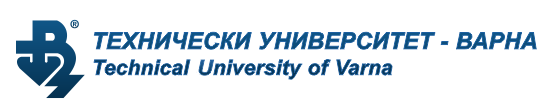 ТЕХНИЧЕСКИ УНИВЕРСИТЕТ - ВАРНА
Technical University of Varna
®